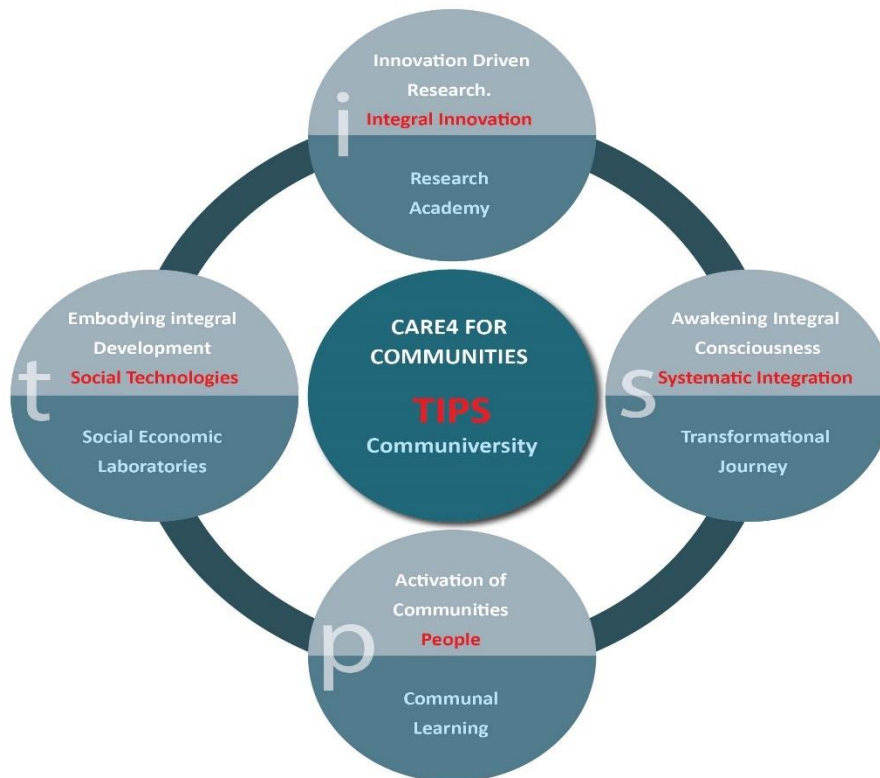 i
Innovation Driven
Research.
Integral Innovation
Research
Academy
t
Embodying integral
Development
Social Technologies
Social Economic
Laboratories
CARE4 FOR
COMMUNITIES
TIPS
Communiversity
s
Awakening Integral
Consciousness
Systematic Integration
Transformational
Journey
p
Activation of
Communities
People
Communal
Learning